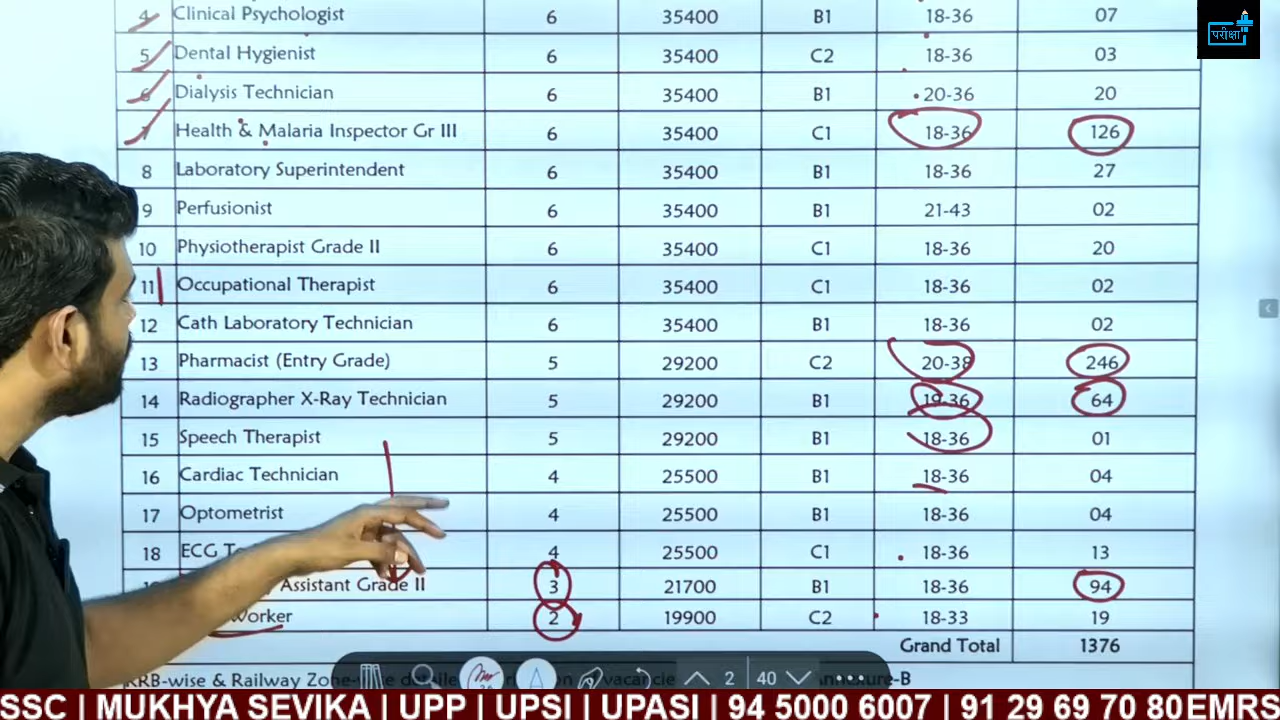 4 Clinical Psychologist 6 35400 B1 18-36 07
परीक्षा
5 Dental Hygienist 6 35400 C2 18-36 03
6 Dialysis Technician 6 35400 B1 20-36 20
7 Health & Malaria Inspector Gr III 6 35400 C1 18-36 126
8 Laboratory Superintendent 6 35400 B1 18-36 27
9 Perfusionist 6 35400 B1 21-43 02
10 Physiotherapist Grade II 6 35400 C1 18-36 20
11 Occupational Therapist 6 35400 C1 18-36 02
12 Cath Laboratory Technician 6 35400 B1 18-36 02
13 Pharmacist (Entry Grade) 5 29200 C2 20-38 246
14 Radiographer X-Ray Technician 5 29200 B1 19-36 64
15 Speech Therapist 5 29200 B1 18-36 01
16 Cardiac Technician 4 25500 B1 18-36 04
17 Optometrist 4 25500 B1 18-36 04
18 ECG 4 25500 C1 18-36 13
Assistant Grade II 3 21700 B1 18-36 94
Worker 2 19900 C2 18-33 19
Grand Total 1376
RRB-wise & Railway 2 40 -B
SSC | MUKHYA SEVIKA | UPP | UPSI | UPASI | 94 5000 6007 | 91 29 69 70 80 EMRS